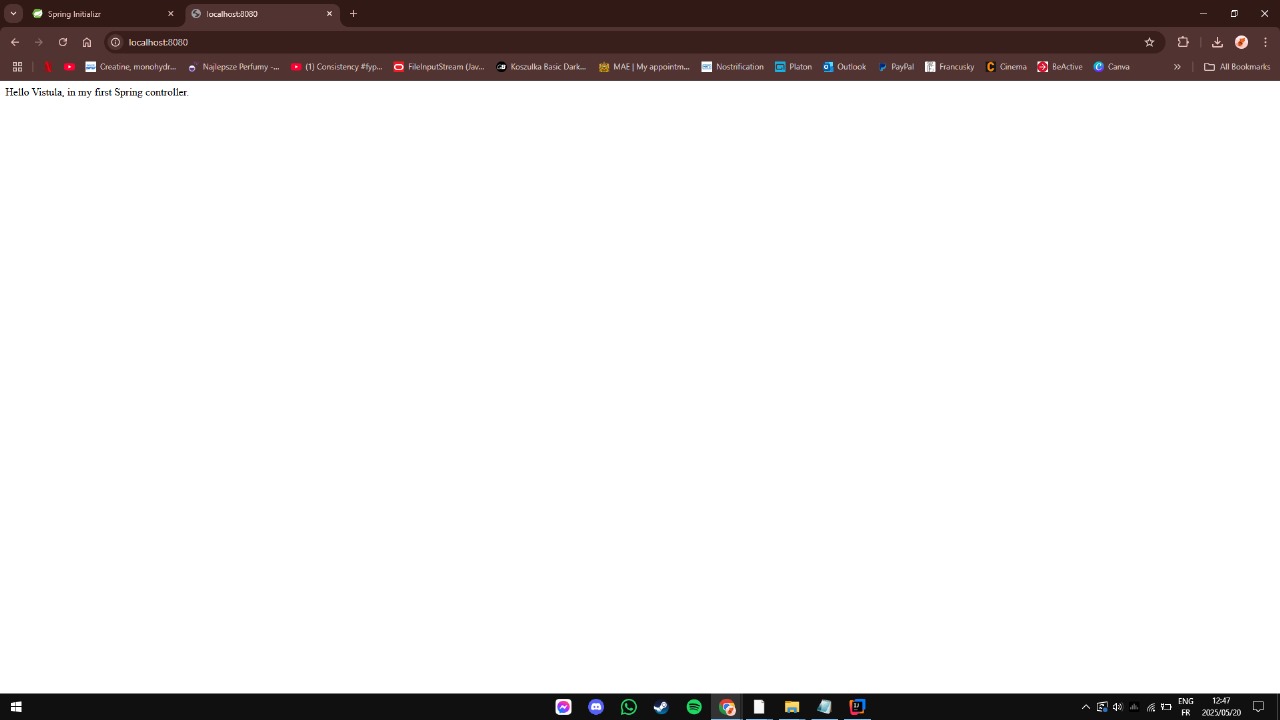 Spring Initializr
localhost:8080
localhost:8080
Creatine, monohydr...
Najlepsze Perfumy -...
(1) Consistency #fyp...
FileInputStream (Jav...
Koszulka Basic Dark...
MAE | My appointm...
Nostrification
Platon
Outlook
PayPal
Francusky
Cinema
BeActive
Canva
All Bookmarks
Hello Vistula, in my first Spring controller.
ENG
FR
12:47
2025/05/20